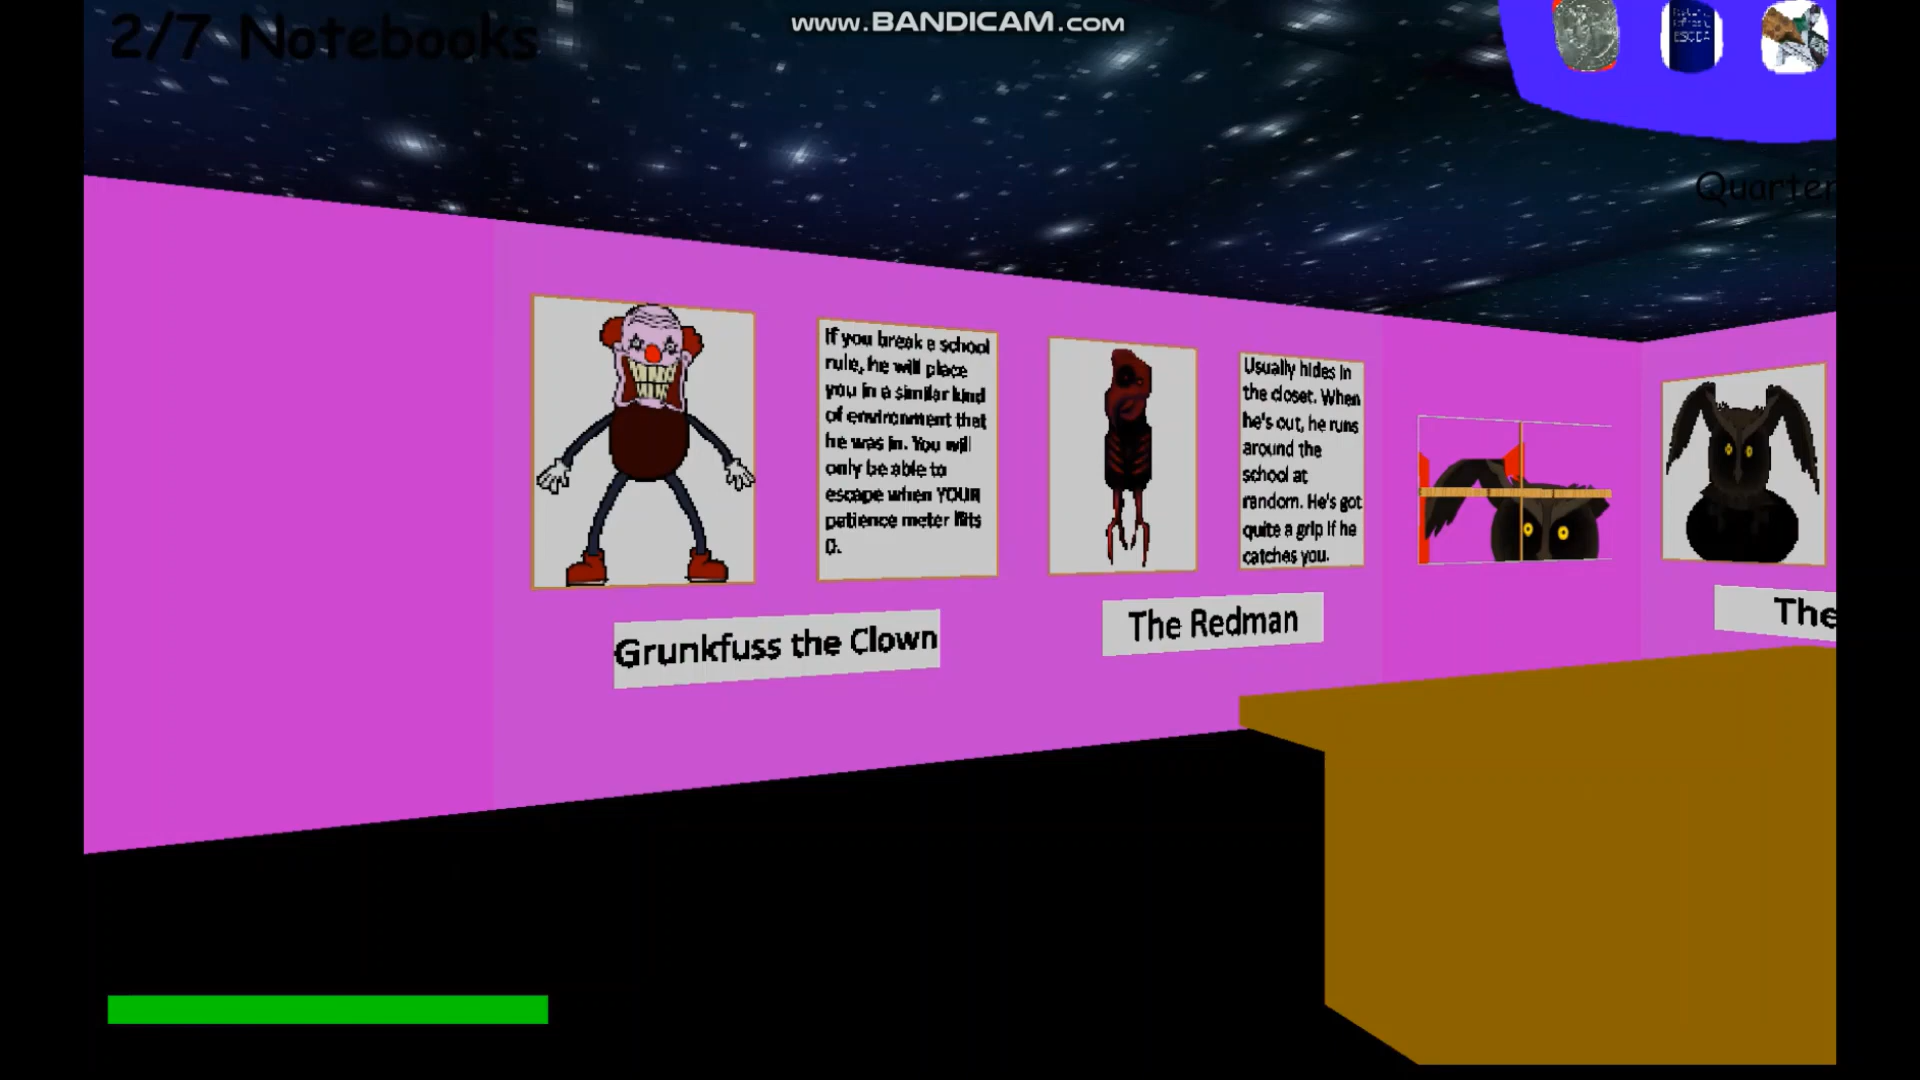 2/7 Notebooks
www.BANDICAM.com
Quarter
If you break a school
rule, he will place
you in a similar kind
of environment that
he was in. You will
only be able to
escape when YOUR
patience meter hits
0.
Usually hides in
the closet. When
he's out, he runs
around the
school at
random. He's got
quite a grip if he
catches you.
Grunkfuss the Clown
The Redman
The